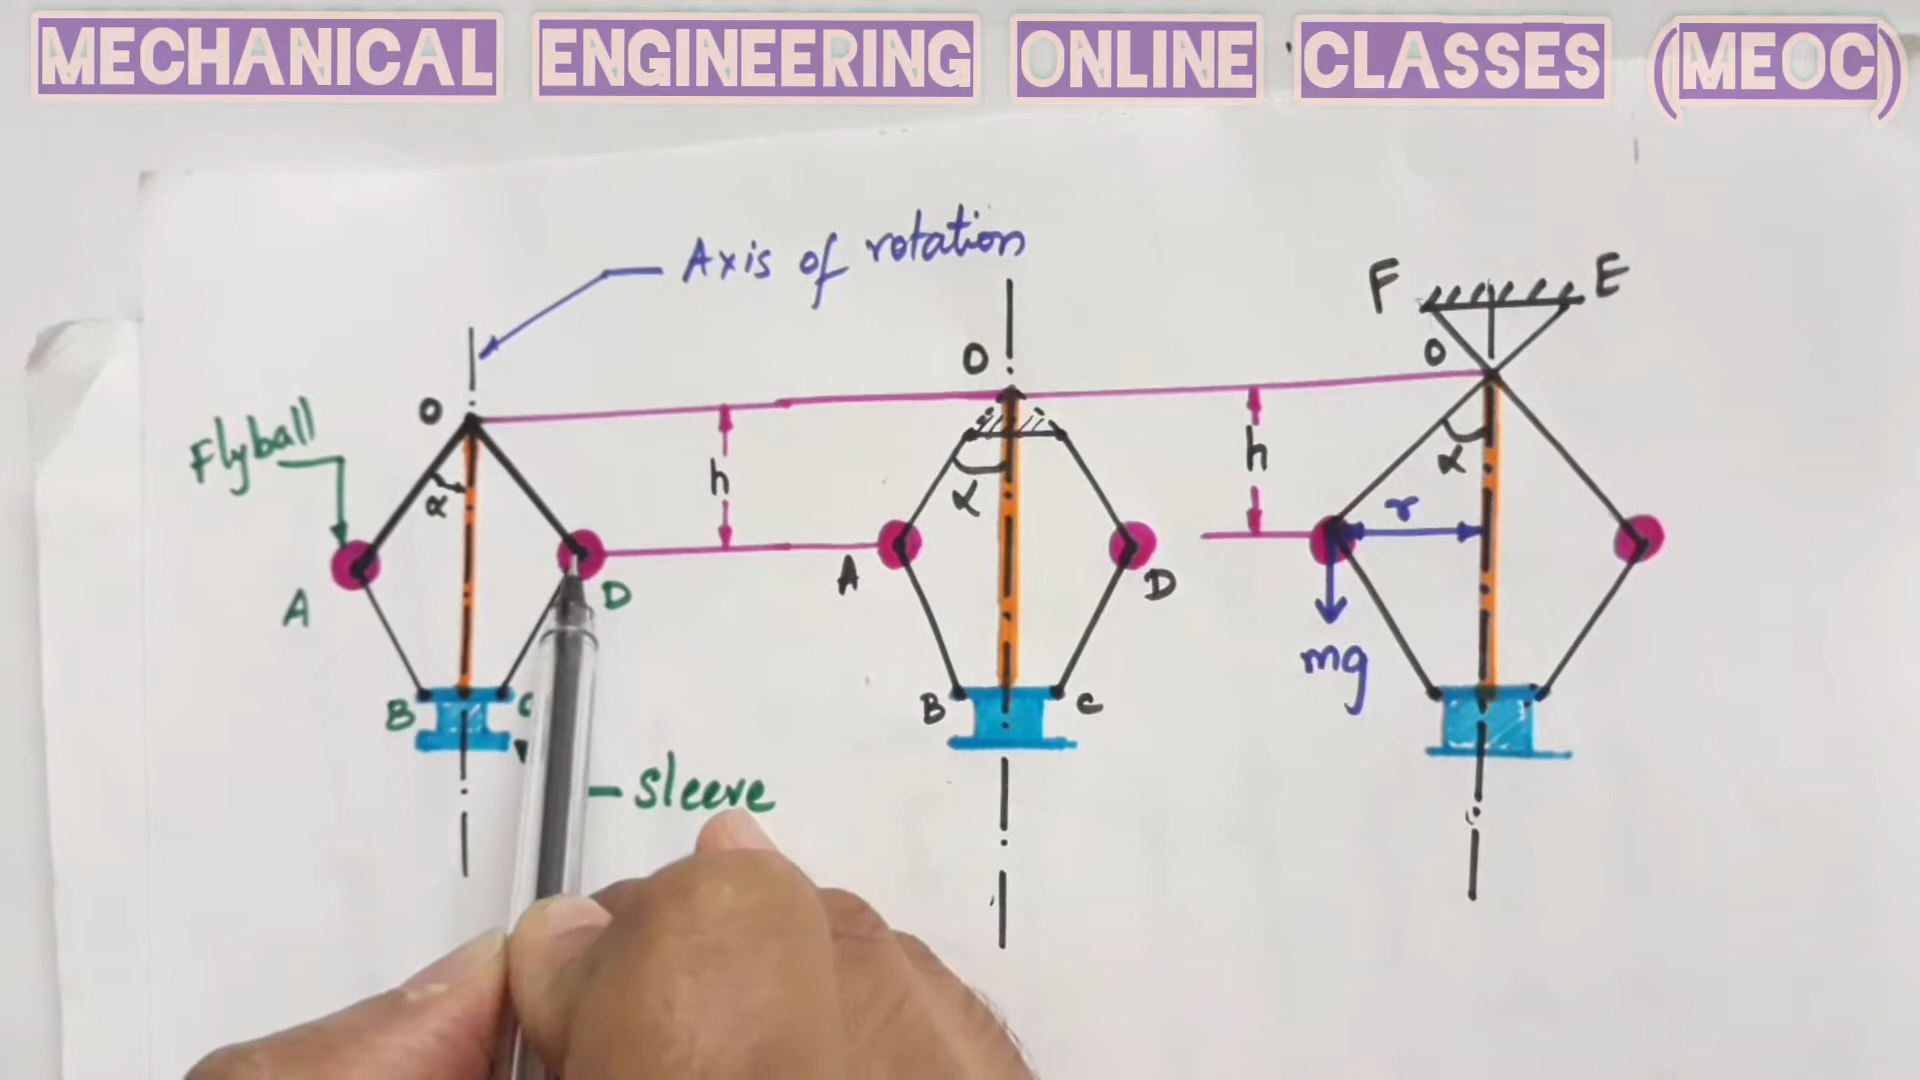 MECHANICAL ENGINEERING ONLINE CLASSES (MEOC)
Axis of rotation
F E
O O O
Flyball
α h α h α
r
A D A D
mg
B C B C
sleeve